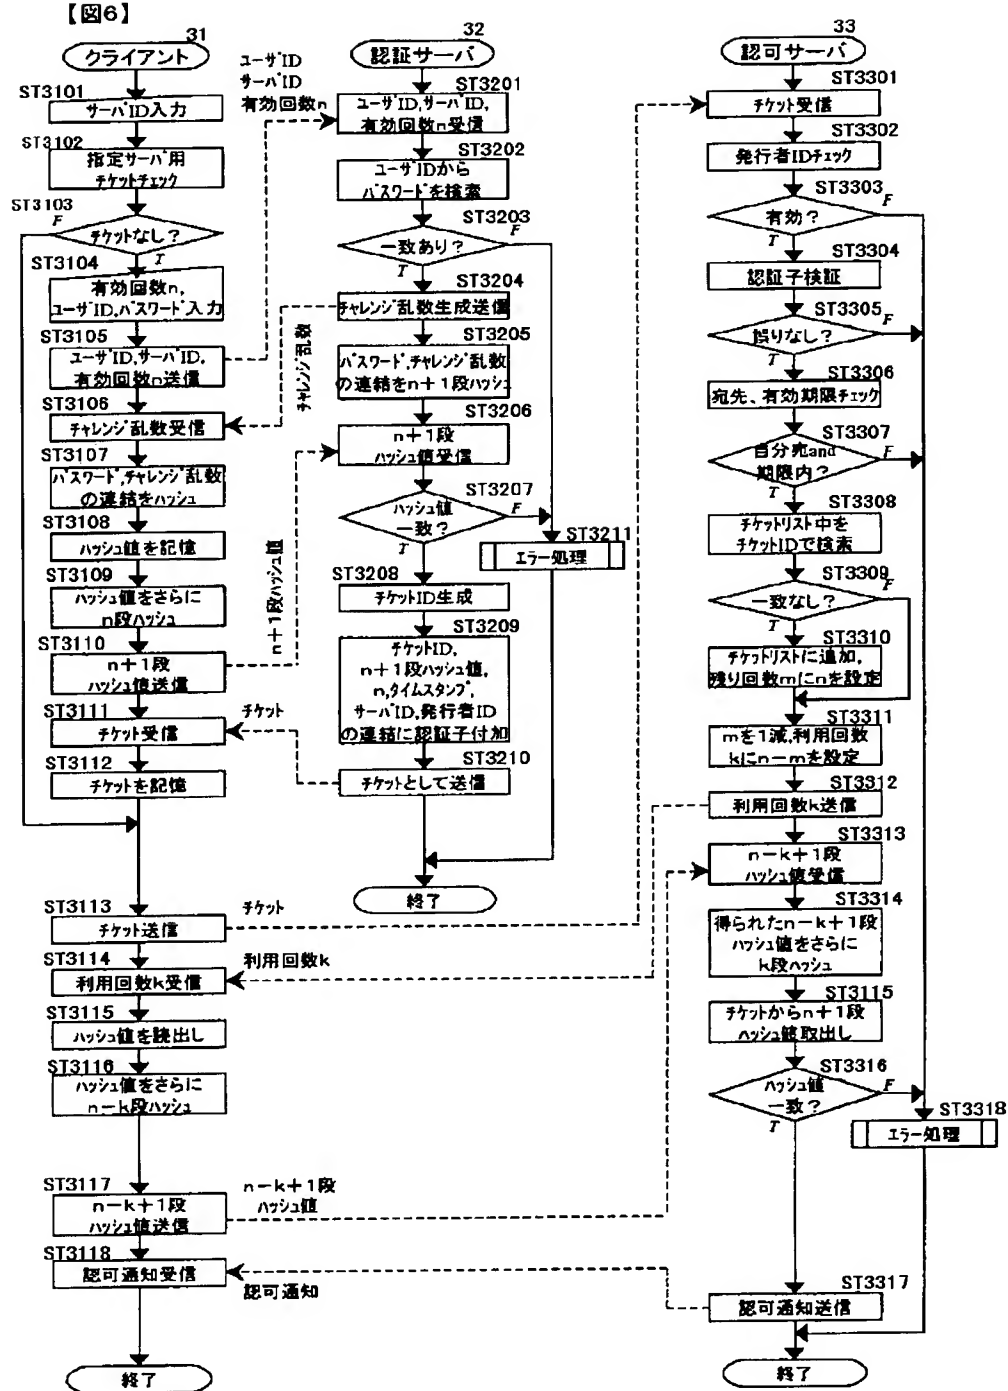 【図6】
31
クライアント
ST3101
サーバID入力
ST3102
指定サーバ用
チケットチェック
ST3103
F
チケットなし?
T
ST3104
有効回数n,
ユーザID,パスワード入力
ST3105
ユーザID,サーバID,
有効回数n送信
ST3106
チャレンジ乱数受信
ST3107
パスワード,チャレンジ乱数
の連結をハッシュ
ST3108
ハッシュ値を記憶
ST3109
ハッシュ値をさらに
n段ハッシュ
ST3110
n+1段
ハッシュ値送信
ST3111
チケット受信
ST3112
チケットを記憶
ST3113
チケット送信
ST3114
利用回数k受信
ST3115
ハッシュ値を読出し
ST3116
ハッシュ値をさらに
n-k段ハッシュ
ST3117
n-k+1段
ハッシュ値送信
ST3118
認可通知受信
終了
ユーザID
サーバID
有効回数n
チャレンジ乱数
n+1段ハッシュ値
チケット
チケット
利用回数k
n-k+1段
ハッシュ値
認可通知
32
認証サーバ
ST3201
ユーザID,サーバID,
有効回数n受信
ST3202
ユーザIDから
パスワードを検索
ST3203
一致あり?
F
T
ST3204
チャレンジ乱数生成送信
ST3205
パスワード,チャレンジ乱数
の連結をn+1段ハッシュ
ST3206
n+1段
ハッシュ値受信
ST3207
ハッシュ値
一致?
F
T
ST3211
エラー処理
ST3208
チケットID生成
ST3209
チケットID,
n+1段ハッシュ値,
n,タイムスタンプ,
サーバID,発行者ID
の連結に認証子付加
ST3210
チケットとして送信
終了
33
認可サーバ
ST3301
チケット受信
ST3302
発行者IDチェック
ST3303
有効?
F
T
ST3304
認証子検証
ST3305
誤りなし?
F
T
ST3306
宛先、有効期限チェック
ST3307
自分宛and
期限内?
F
T
ST3308
チケットリスト中を
チケットIDで検索
ST3309
一致なし?
F
T
ST3310
チケットリストに追加,
残り回数mにnを設定
ST3311
mを1減,利用回数
kにn-mを設定
ST3312
利用回数k送信
ST3313
n-k+1段
ハッシュ値受信
ST3314
得られたn-k+1段
ハッシュ値をさらに
k段ハッシュ
ST3115
チケットからn+1段
ハッシュ値取出し
ST3316
ハッシュ値
一致?
F
T
ST3318
エラー処理
ST3317
認可通知送信
終了